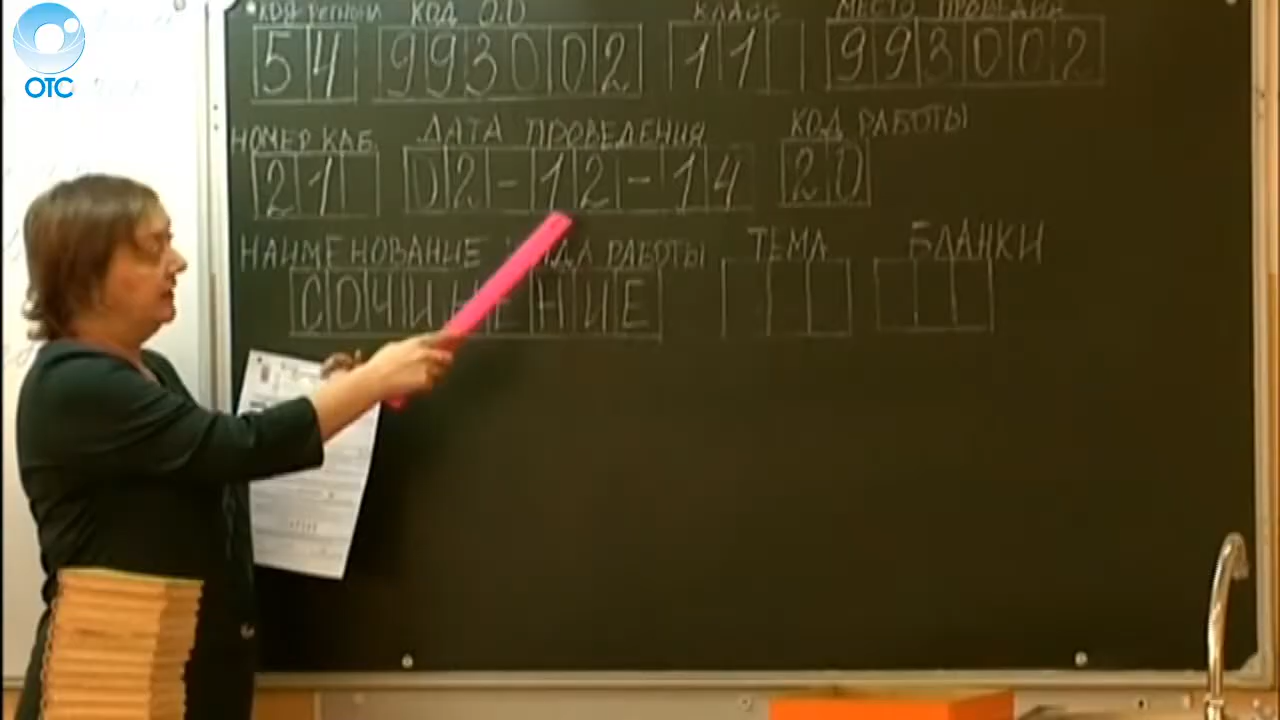 ОТС
КОД РЕГИОНА КОД О.О КЛАСС МЕСТО ПРОВЕДЕН
54 993002 11 993002
НОМЕР КАБ ДАТА ПРОВЕДЕНИЯ КОД РАБОТЫ
21 02-12-14 20
НАИМЕНОВАНИЕ ВИДА РАБОТЫ ТЕМА БЛАНКИ
СОЧИНЕНИЕ